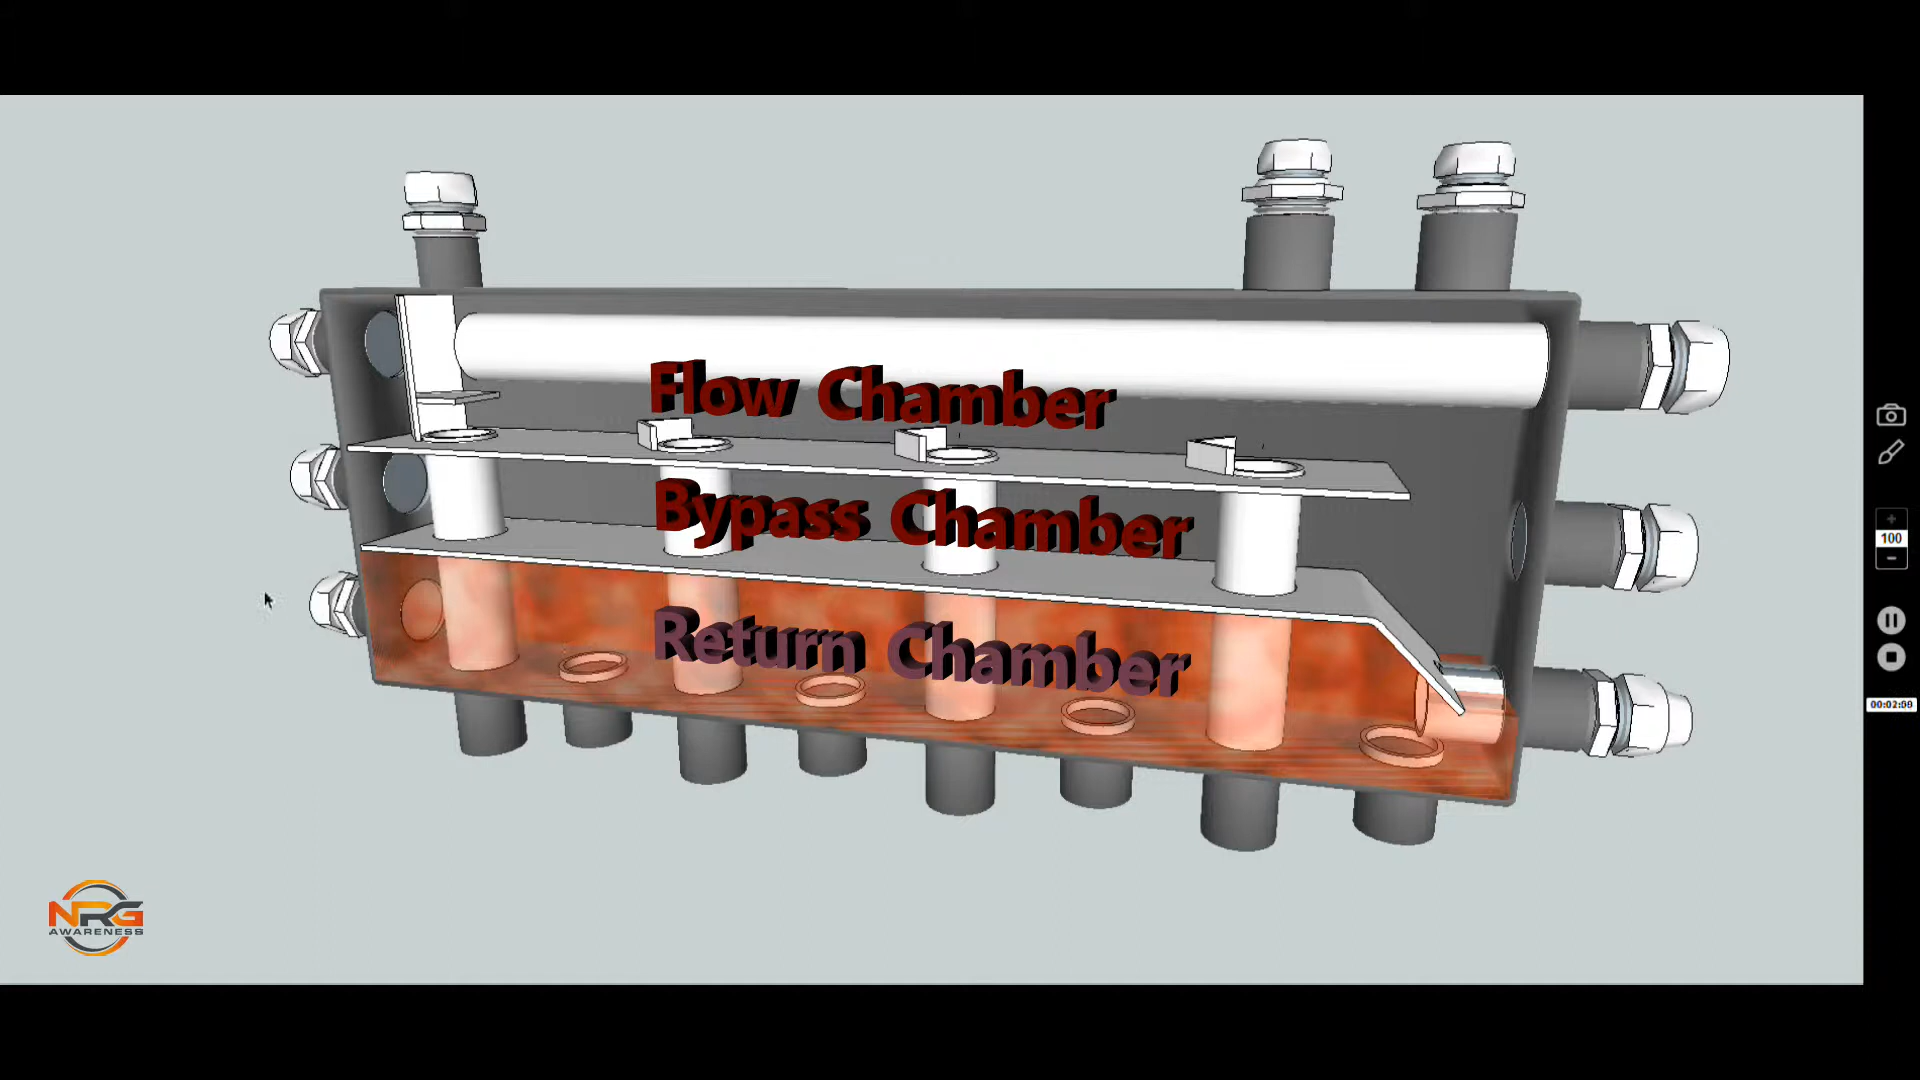 Flow Chamber
Bypass Chamber
Return Chamber
100
00:02:09
NRG
AWARENESS